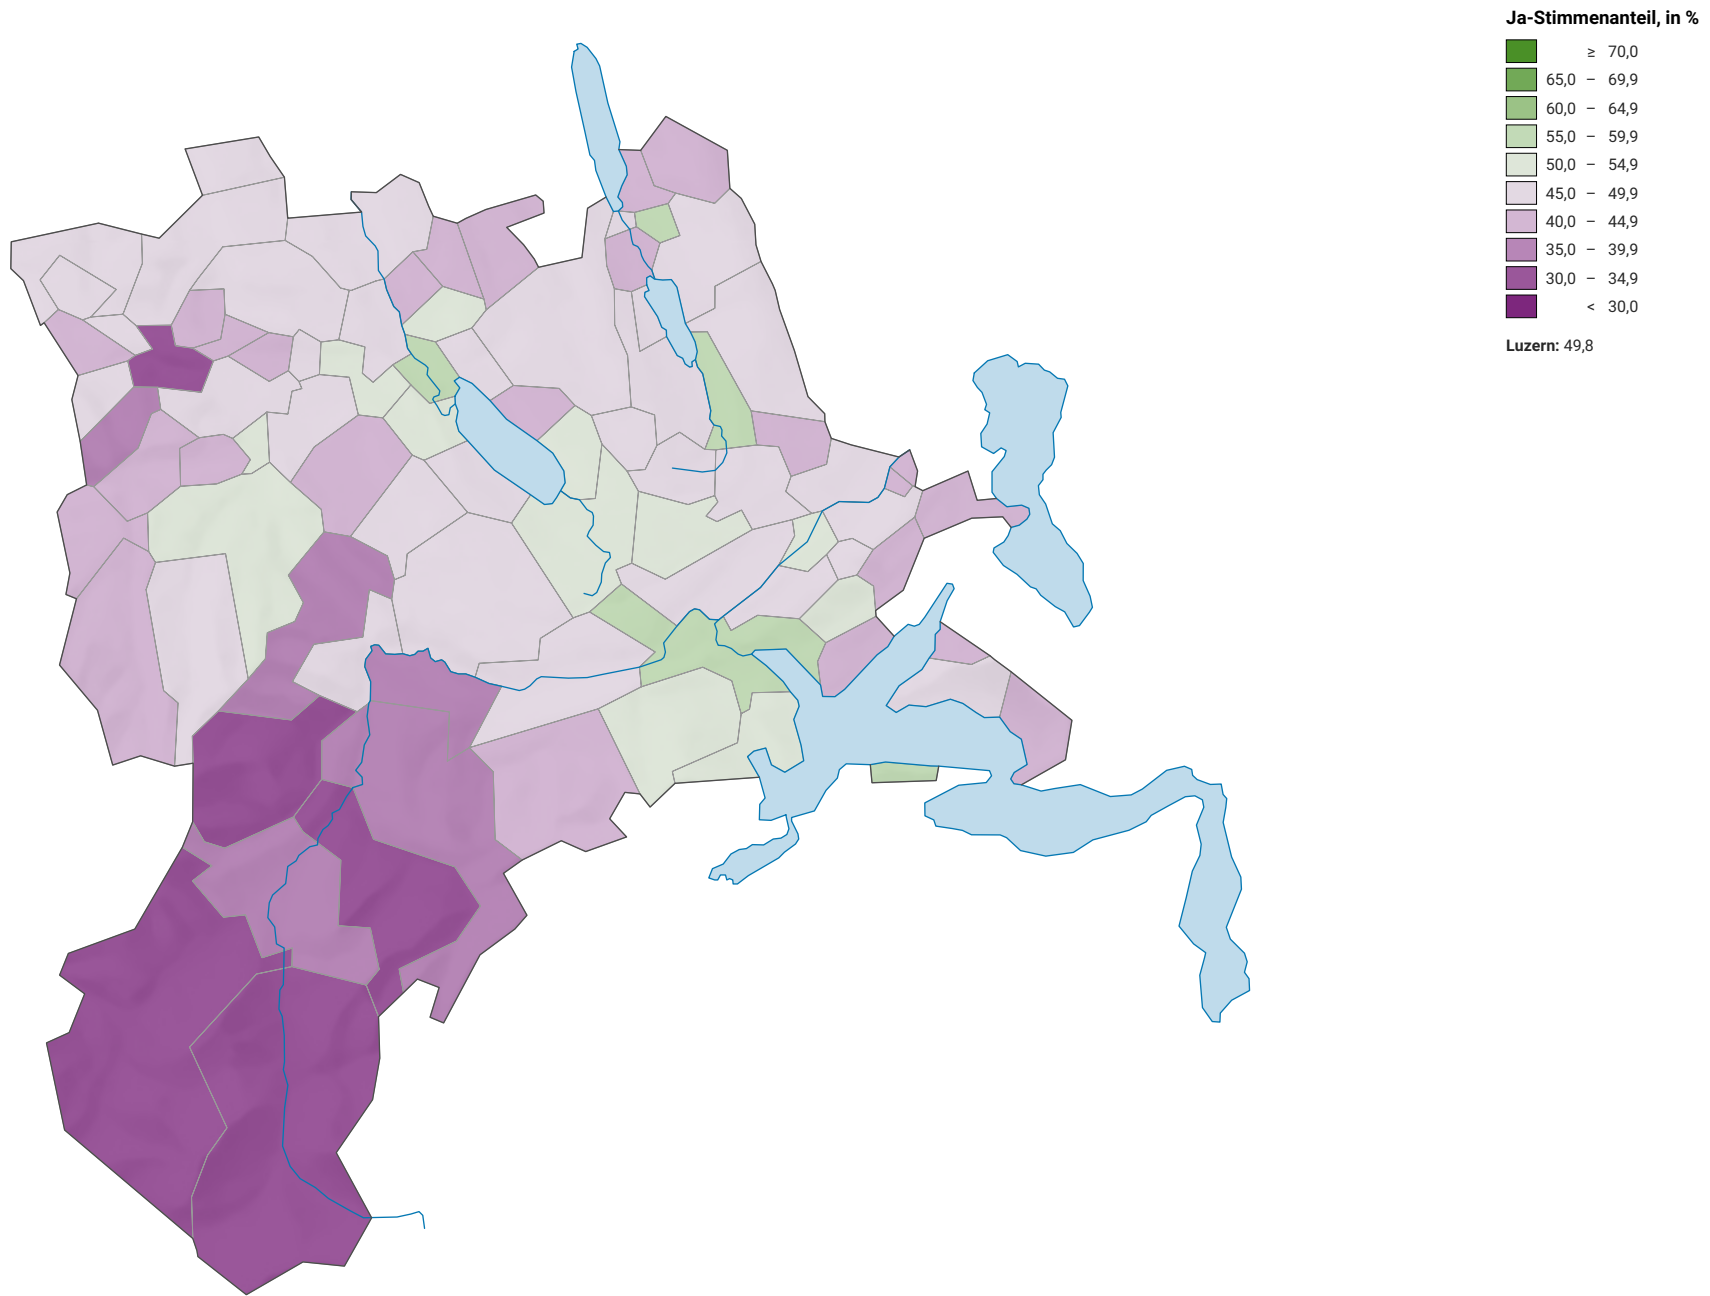 Ja-Stimmenanteil, in %
≥ 70,0
65,0 – 69,9
60,0 – 64,9
55,0 – 59,9
50,0 – 54,9
45,0 – 49,9
40,0 – 44,9
35,0 – 39,9
30,0 – 34,9
< 30,0
Luzern: 49,8